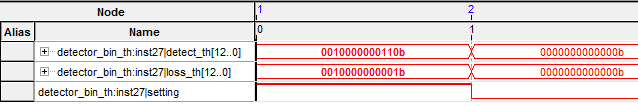 Node 1 2
Alias Name 0 1
detector_bin_th:inst27|detect_th[12..0] 0010000000110b 0000000000000b
detector_bin_th:inst27|loss_th[12..0] 0010000000001b 0000000000000b
detector_bin_th:inst27|setting